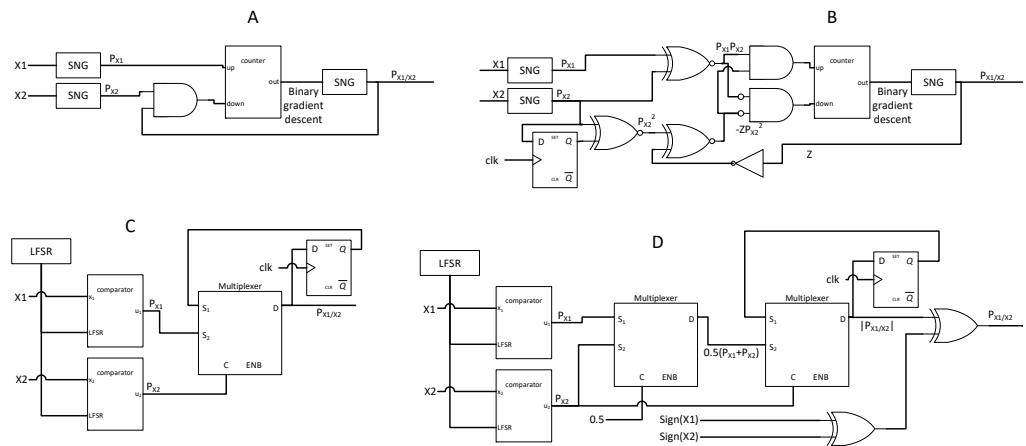 A
X1
SNG
P_X1
counter
up
out
down
X2
SNG
P_X2
SNG
P_X1/X2
Binary
gradient
descent
B
X1
SNG
P_X1
X2
SNG
P_X2
P_X1P_X2
counter
up
out
down
SNG
P_X1/X2
Binary
gradient
descent
P_X2²
-ZP_X2²
D SET Q
CLR Q̅
clk
Z
C
LFSR
X1
comparator
x₁
u₁
LFSR
P_X1
X2
comparator
x₂
u₂
LFSR
P_X2
Multiplexer
S₁
D
S₂
C ENB
D SET Q
CLR Q̅
clk
P_X1/X2
D
LFSR
X1
comparator
x₁
u₁
LFSR
P_X1
X2
comparator
x₂
u₂
LFSR
P_X2
Multiplexer
S₁
D
S₂
C ENB
0.5
0.5(P_X1+P_X2)
Multiplexer
S₁
D
S₂
C ENB
D SET Q
CLR Q̅
clk
|P_X1/X2|
P_X1/X2
Sign(X1)
Sign(X2)